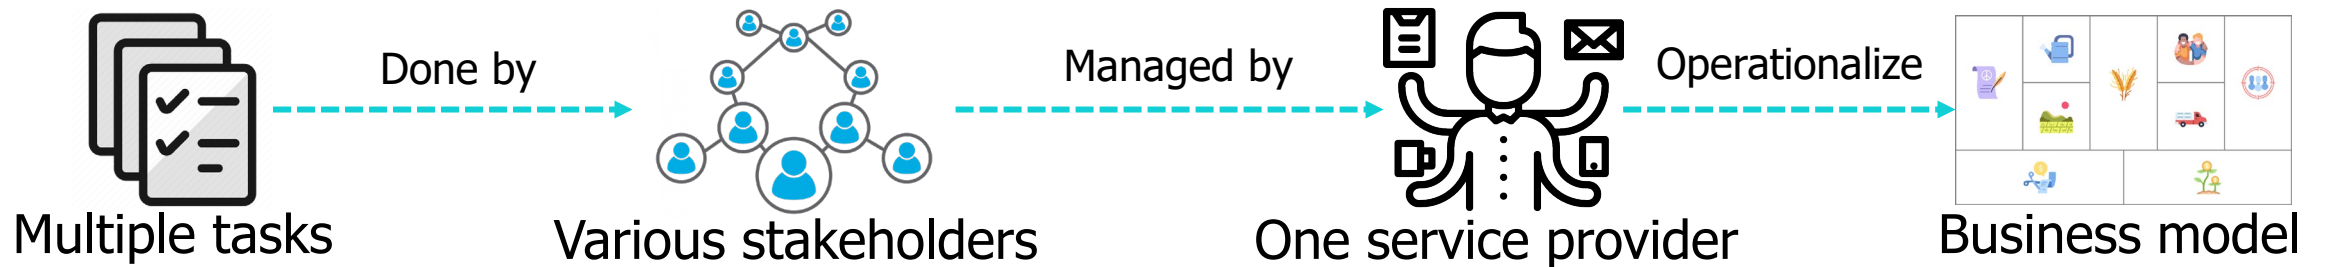 Done by
Managed by
Operationalize
Multiple tasks
Various stakeholders
One service provider
Business model